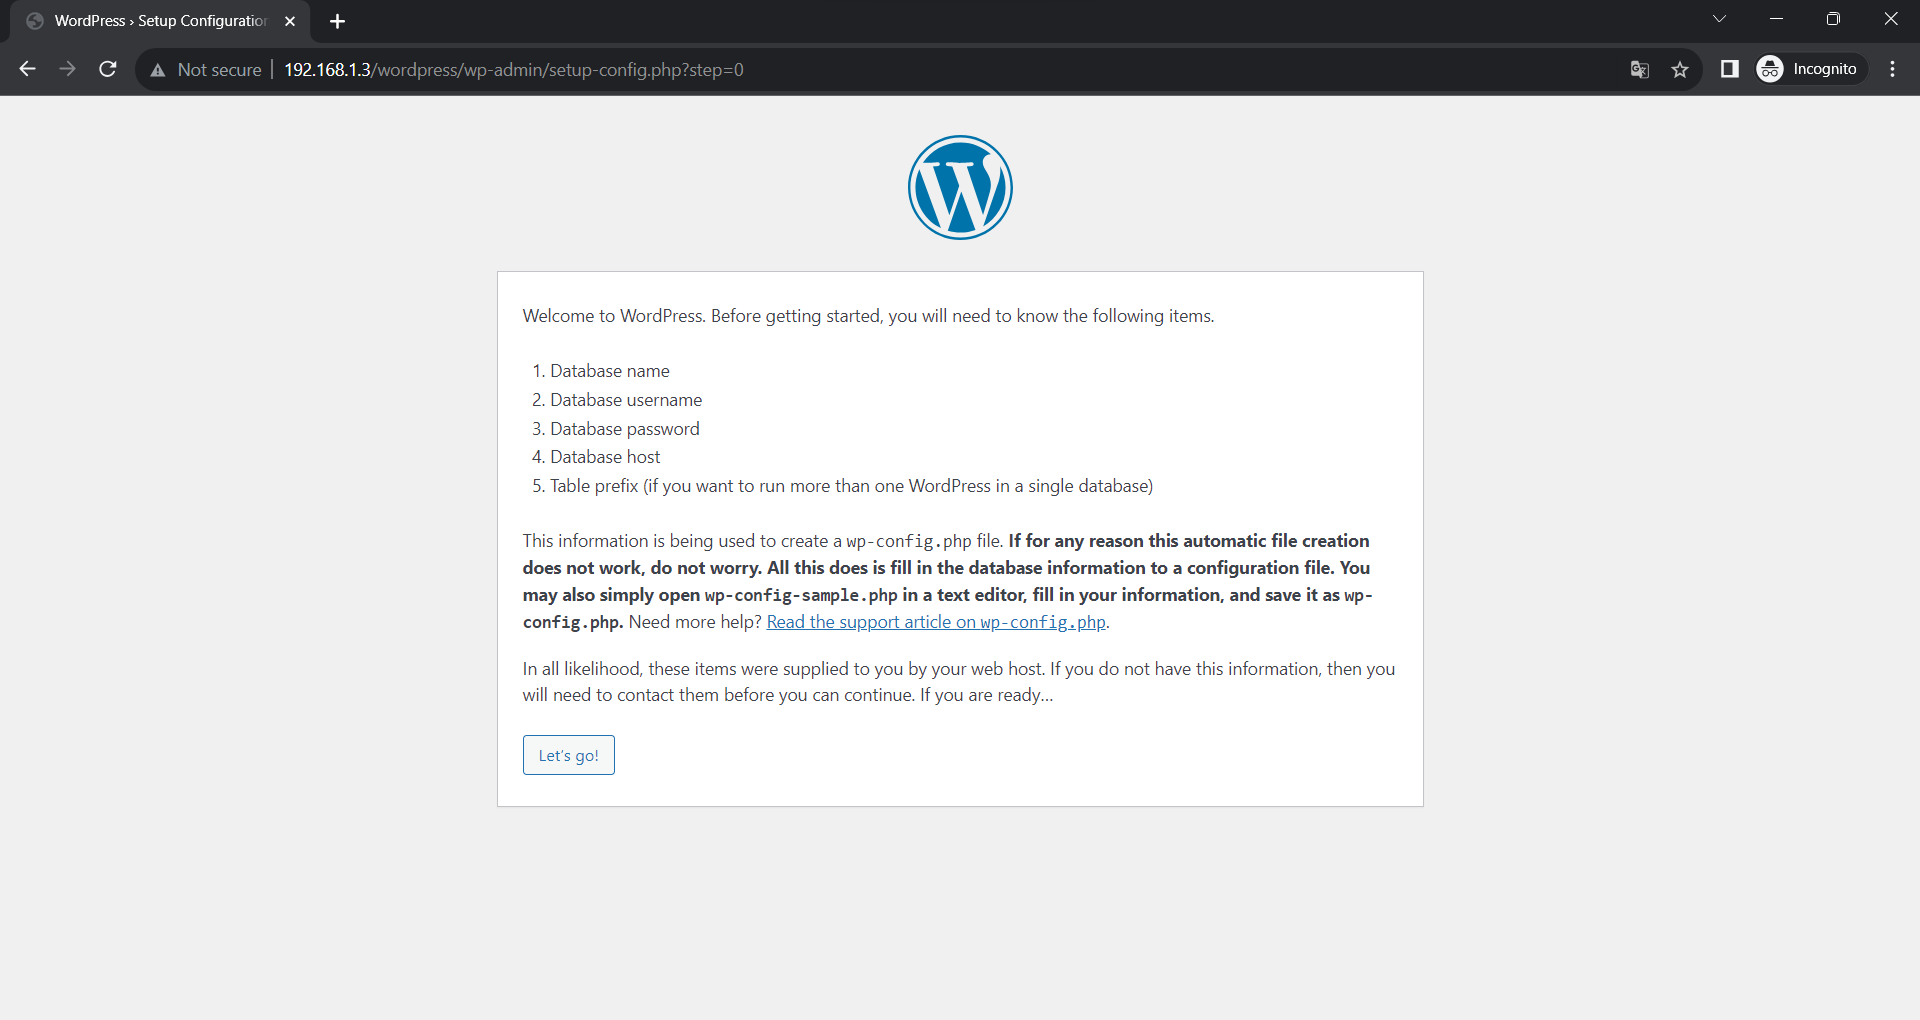 WordPress › Setup Configuration
Not secure
192.168.1.3/wordpress/wp-admin/setup-config.php?step=0
Incognito
Welcome to WordPress. Before getting started, you will need to know the following items.
1. Database name
2. Database username
3. Database password
4. Database host
5. Table prefix (if you want to run more than one WordPress in a single database)
This information is being used to create a wp-config.php file. If for any reason this automatic file creation
does not work, do not worry. All this does is fill in the database information to a configuration file. You
may also simply open wp-config-sample.php in a text editor, fill in your information, and save it as wp-
config.php. Need more help? Read the support article on wp-config.php.
In all likelihood, these items were supplied to you by your web host. If you do not have this information, then you
will need to contact them before you can continue. If you are ready…
Let’s go!